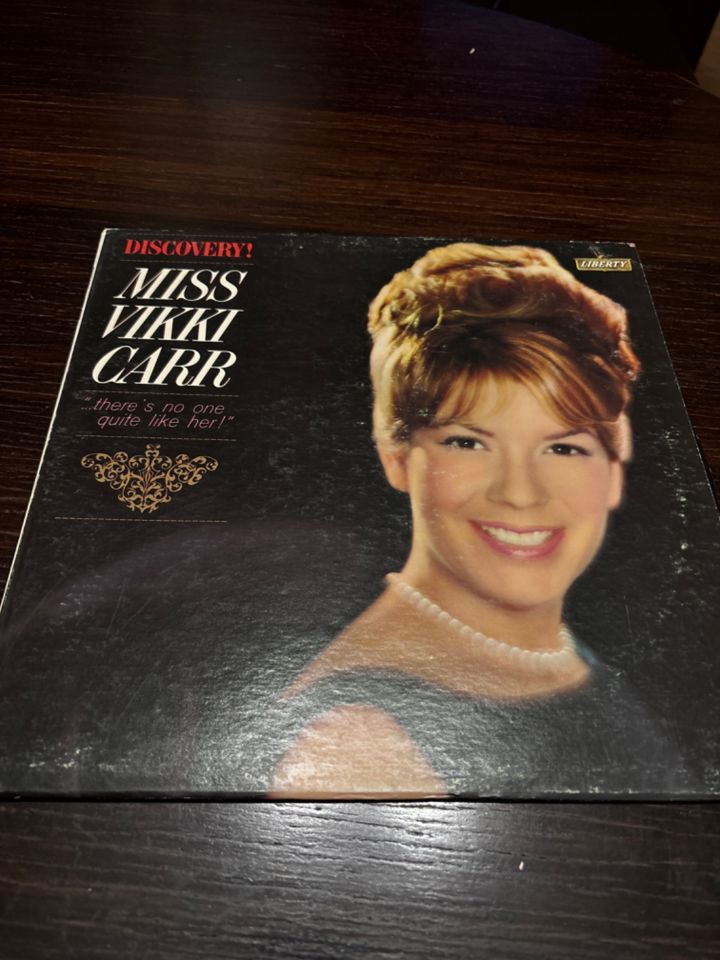 DISCOVERY!
MISS
VIKKI
CARR
"...there's no one
quite like her!"
LIBERTY